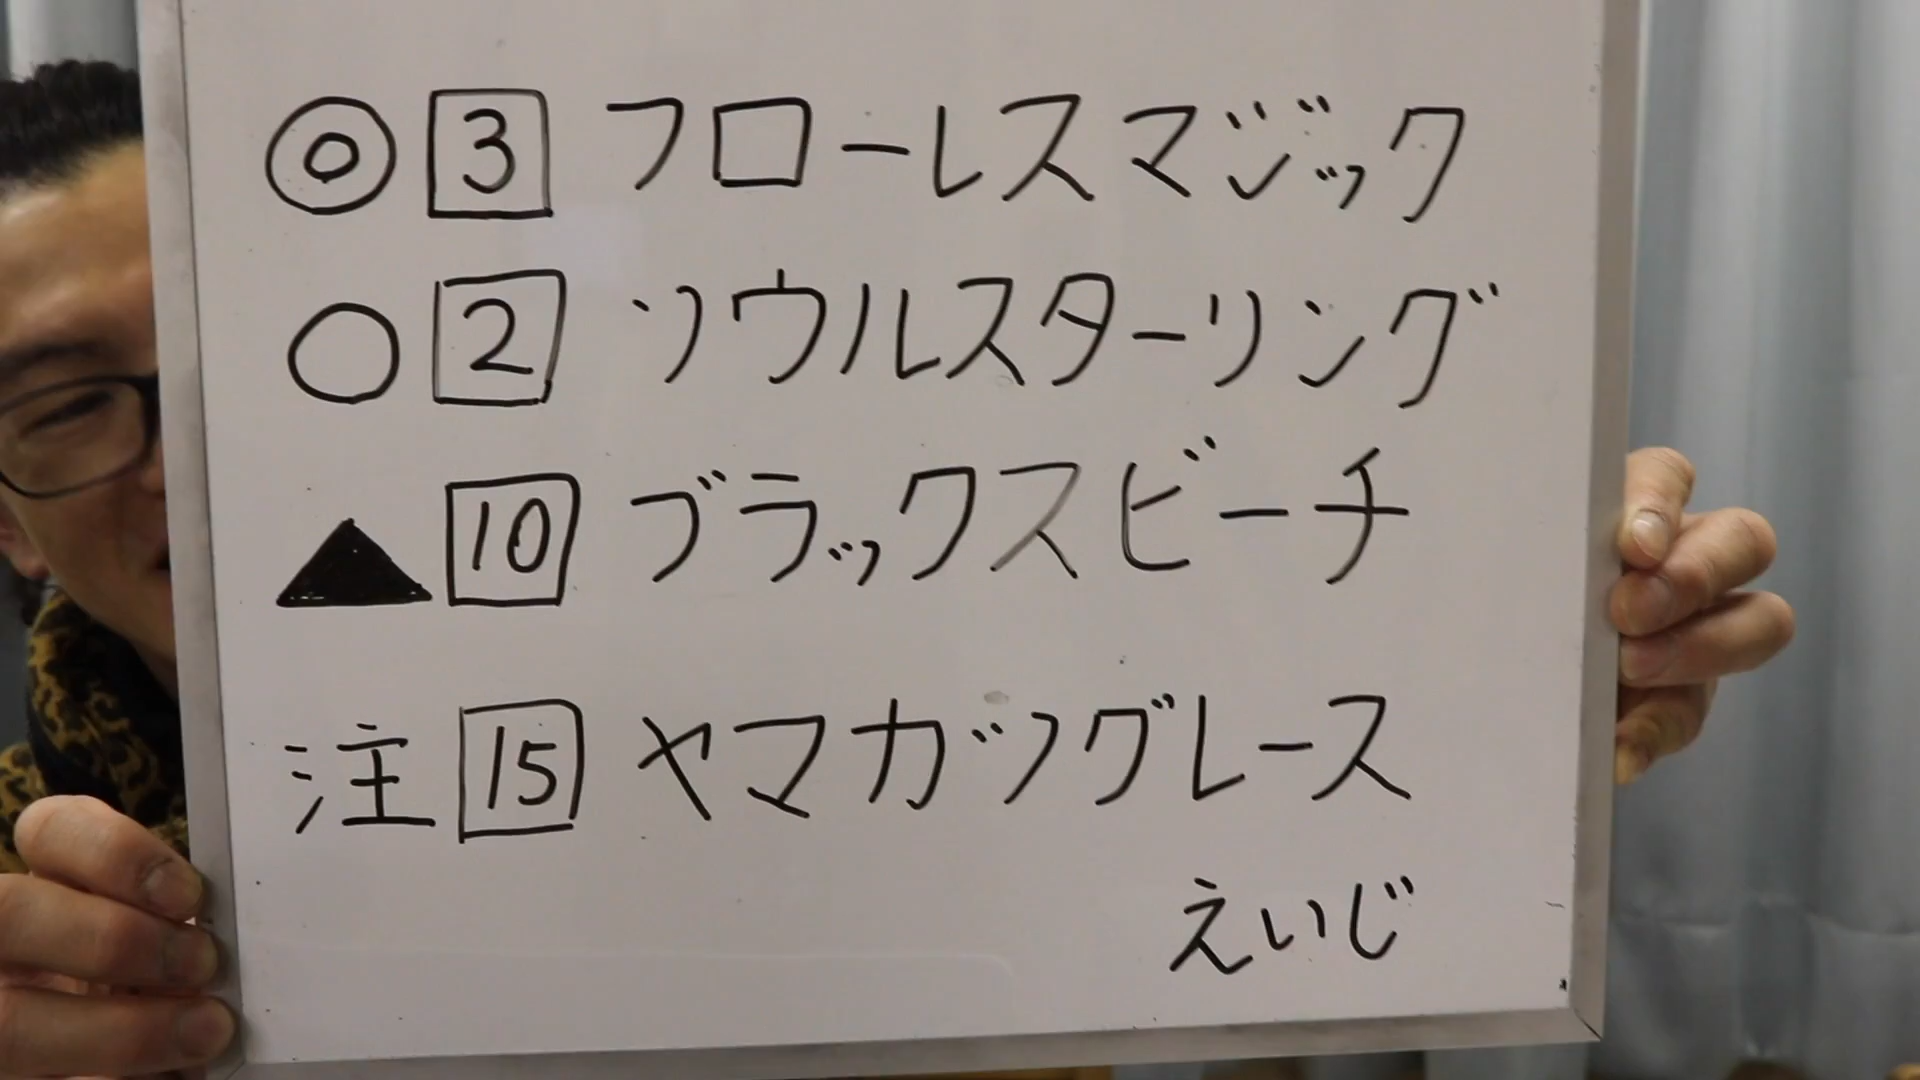 ◎ 3 フローレスマジック
○ 2 ソウルスターリング
▲ 10 ブラックスビーチ
注 15 ヤマカツグレース
えいじ